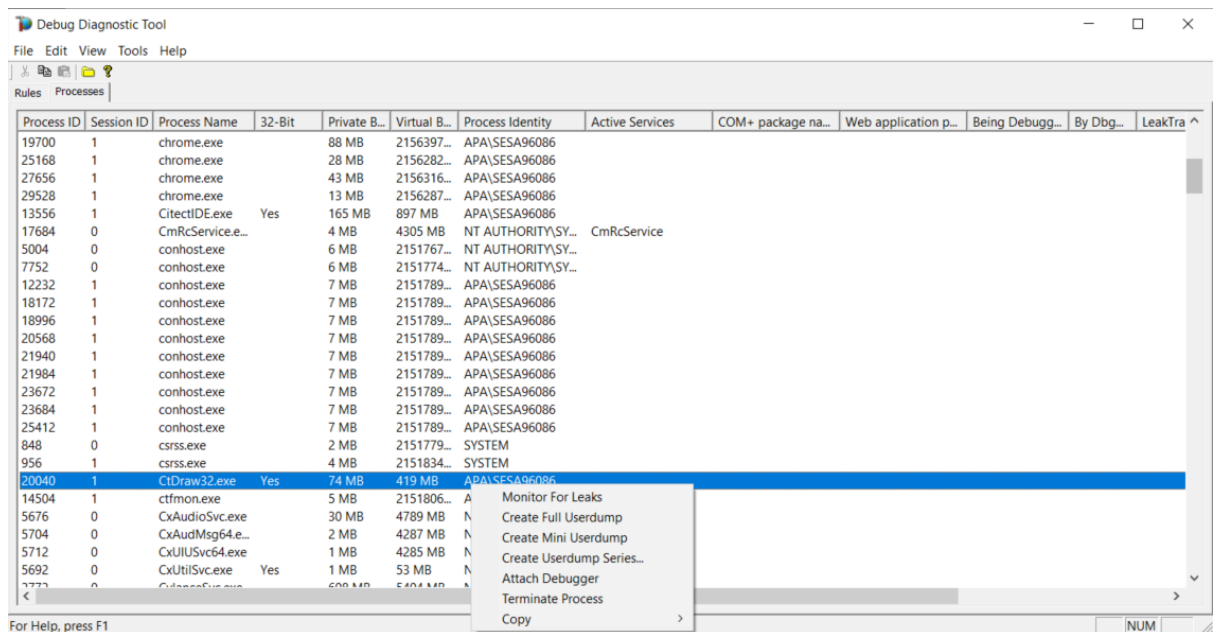 Debug Diagnostic Tool
File Edit View Tools Help
Rules Processes
Process ID Session ID Process Name 32-Bit Private B... Virtual B... Process Identity Active Services COM+ package na... Web application p... Being Debugg... By Dbg... LeakTra
19700 1 chrome.exe 88 MB 2156397... APA\SESA96086
25168 1 chrome.exe 28 MB 2156282... APA\SESA96086
27656 1 chrome.exe 43 MB 2156316... APA\SESA96086
29528 1 chrome.exe 13 MB 2156287... APA\SESA96086
13556 1 CitectIDE.exe Yes 165 MB 897 MB APA\SESA96086
17684 0 CmRcService.e... 4 MB 4305 MB NT AUTHORITY\SY... CmRcService
5004 0 conhost.exe 6 MB 2151767... NT AUTHORITY\SY...
7752 0 conhost.exe 6 MB 2151774... NT AUTHORITY\SY...
12232 1 conhost.exe 7 MB 2151789... APA\SESA96086
18172 1 conhost.exe 7 MB 2151789... APA\SESA96086
18996 1 conhost.exe 7 MB 2151789... APA\SESA96086
20568 1 conhost.exe 7 MB 2151789... APA\SESA96086
21940 1 conhost.exe 7 MB 2151789... APA\SESA96086
21984 1 conhost.exe 7 MB 2151789... APA\SESA96086
23672 1 conhost.exe 7 MB 2151789... APA\SESA96086
23684 1 conhost.exe 7 MB 2151789... APA\SESA96086
25412 1 conhost.exe 7 MB 2151789... APA\SESA96086
848 0 csrss.exe 2 MB 2151779... SYSTEM
956 1 csrss.exe 4 MB 2151834... SYSTEM
20040 1 CtDraw32.exe Yes 74 MB 419 MB APA\SESA96086
14504 1 ctfmon.exe 5 MB 2151806... A
5676 0 CxAudioSvc.exe 30 MB 4789 MB N
5704 0 CxAudMsg64.e... 2 MB 4287 MB N
5712 0 CxUIUSvc64.exe 1 MB 4285 MB N
5692 0 CxUtilSvc.exe Yes 1 MB 53 MB N
Monitor For Leaks
Create Full Userdump
Create Mini Userdump
Create Userdump Series...
Attach Debugger
Terminate Process
Copy
For Help, press F1 NUM